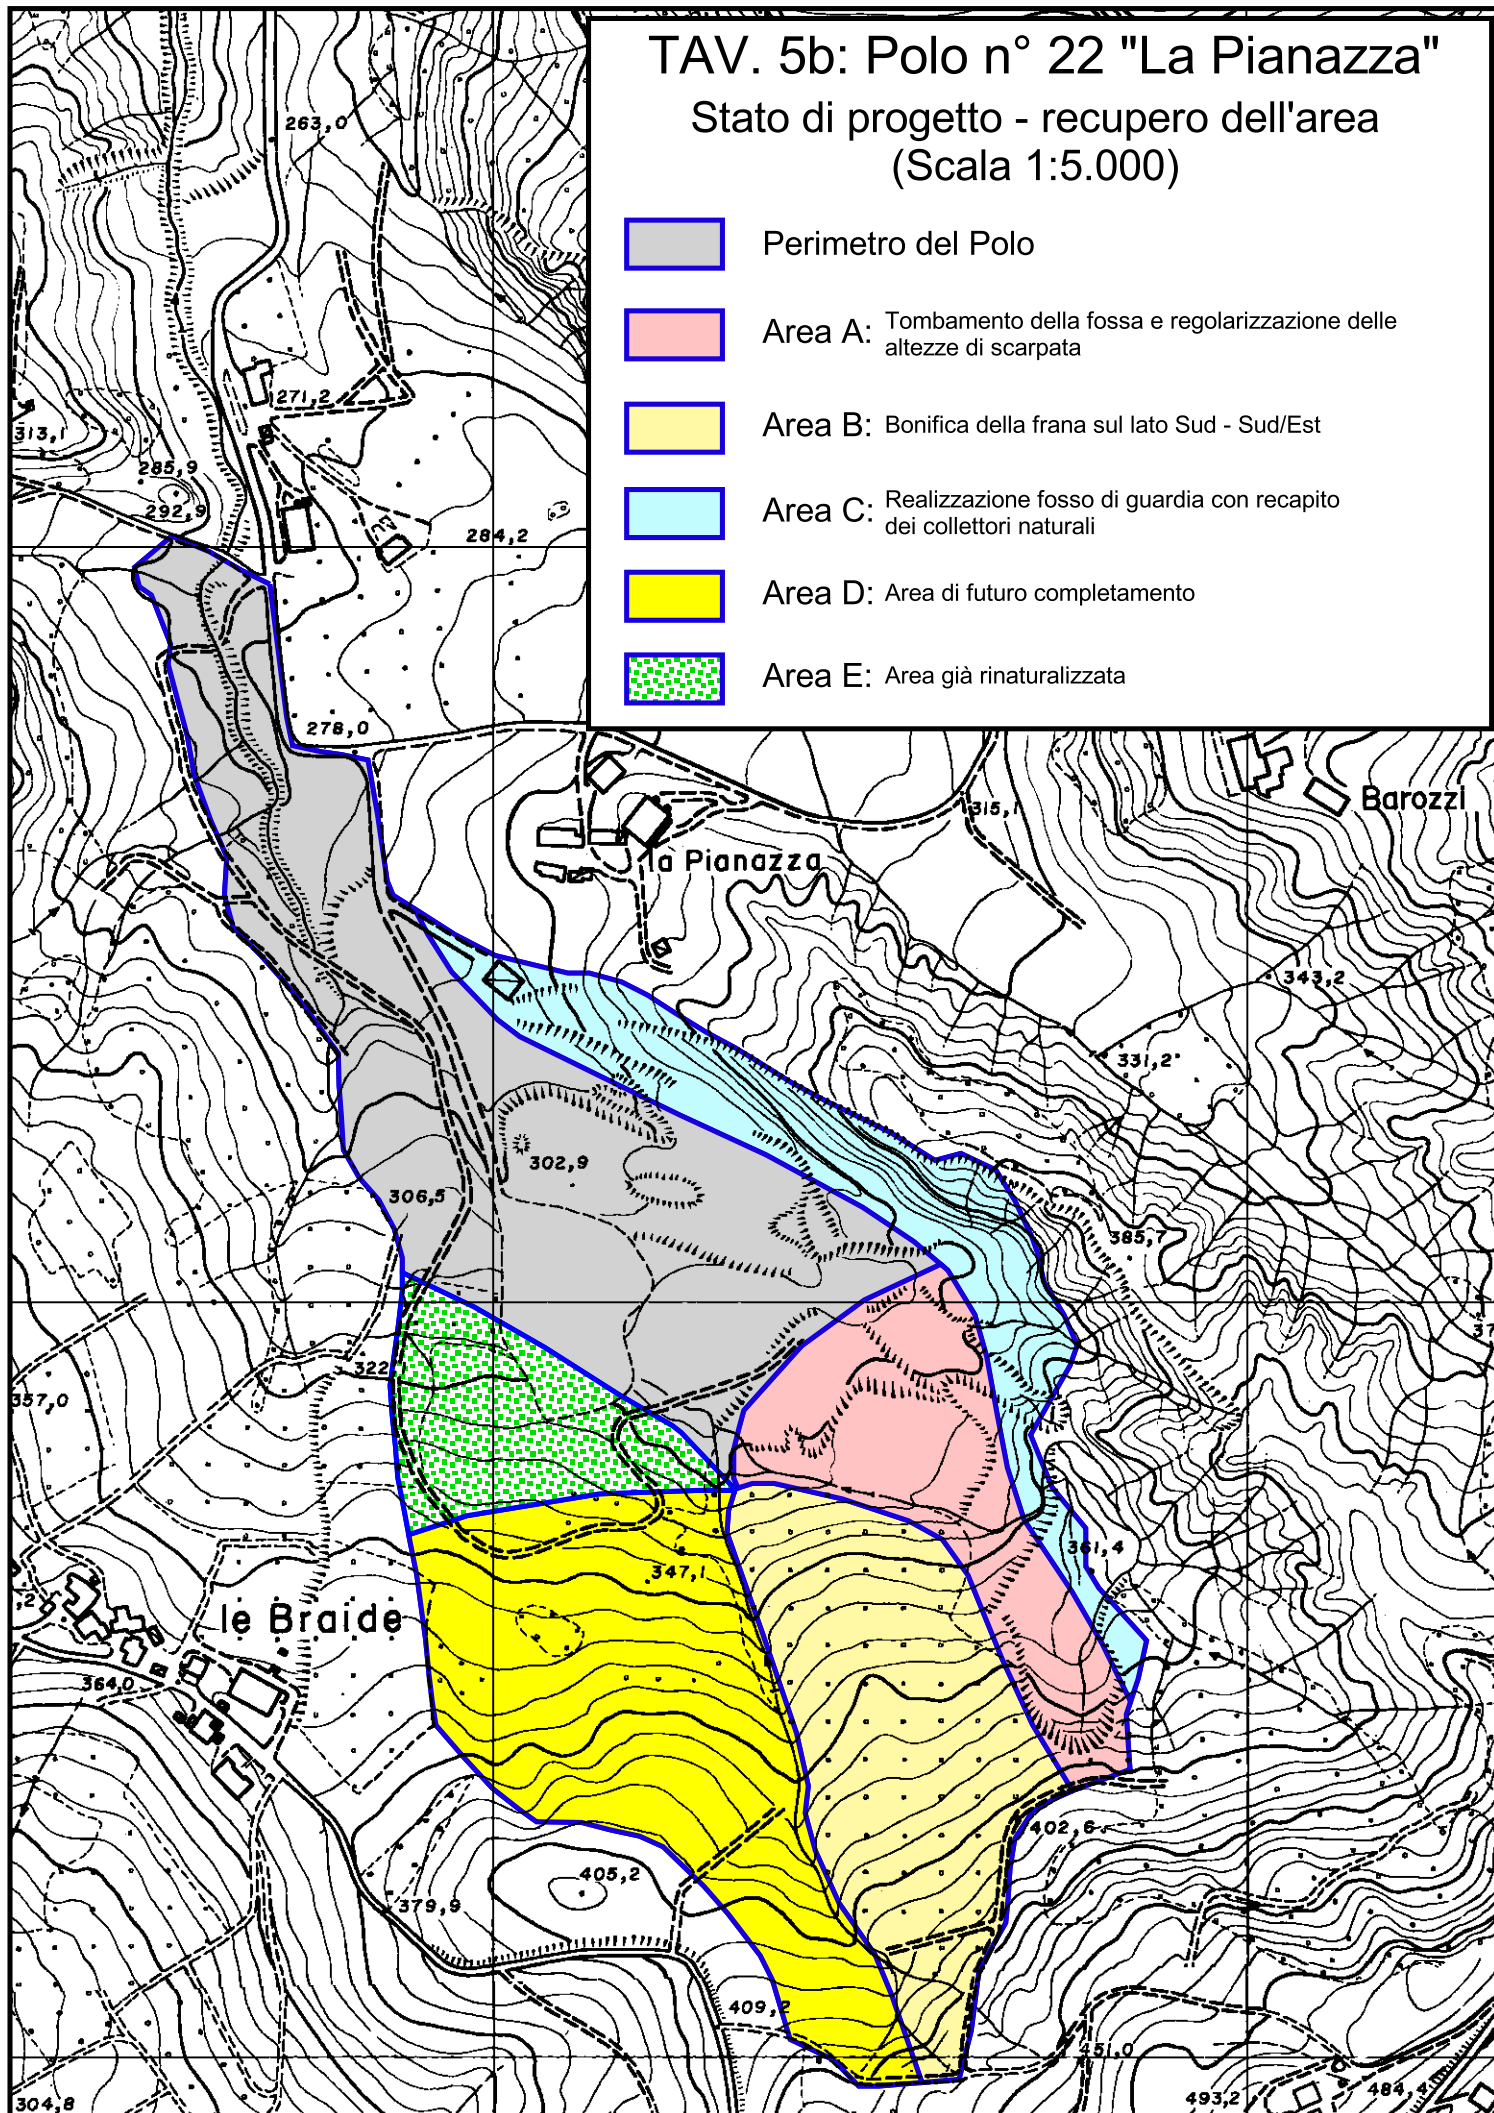 TAV. 5b: Polo n° 22 "La Pianazza"
Stato di progetto - recupero dell'area
(Scala 1:5.000)
Perimetro del Polo
Area A: Tombamento della fossa e regolarizzazione delle
altezze di scarpata
Area B: Bonifica della frana sul lato Sud - Sud/Est
Area C: Realizzazione fosso di guardia con recapito
dei collettori naturali
Area D: Area di futuro completamento
Area E: Area già rinaturalizzata
263,0
271,2
313,1
285,9
292,9
284,2
278,0
Barozzi
315,1
la Pianazza
343,2
331,2
302,9
306,5
385,7
322
357,0
361,4
347,1
le Braide
364,0
402,6
405,2
379,9
409,2
451,0
484,4
493,2
304,8